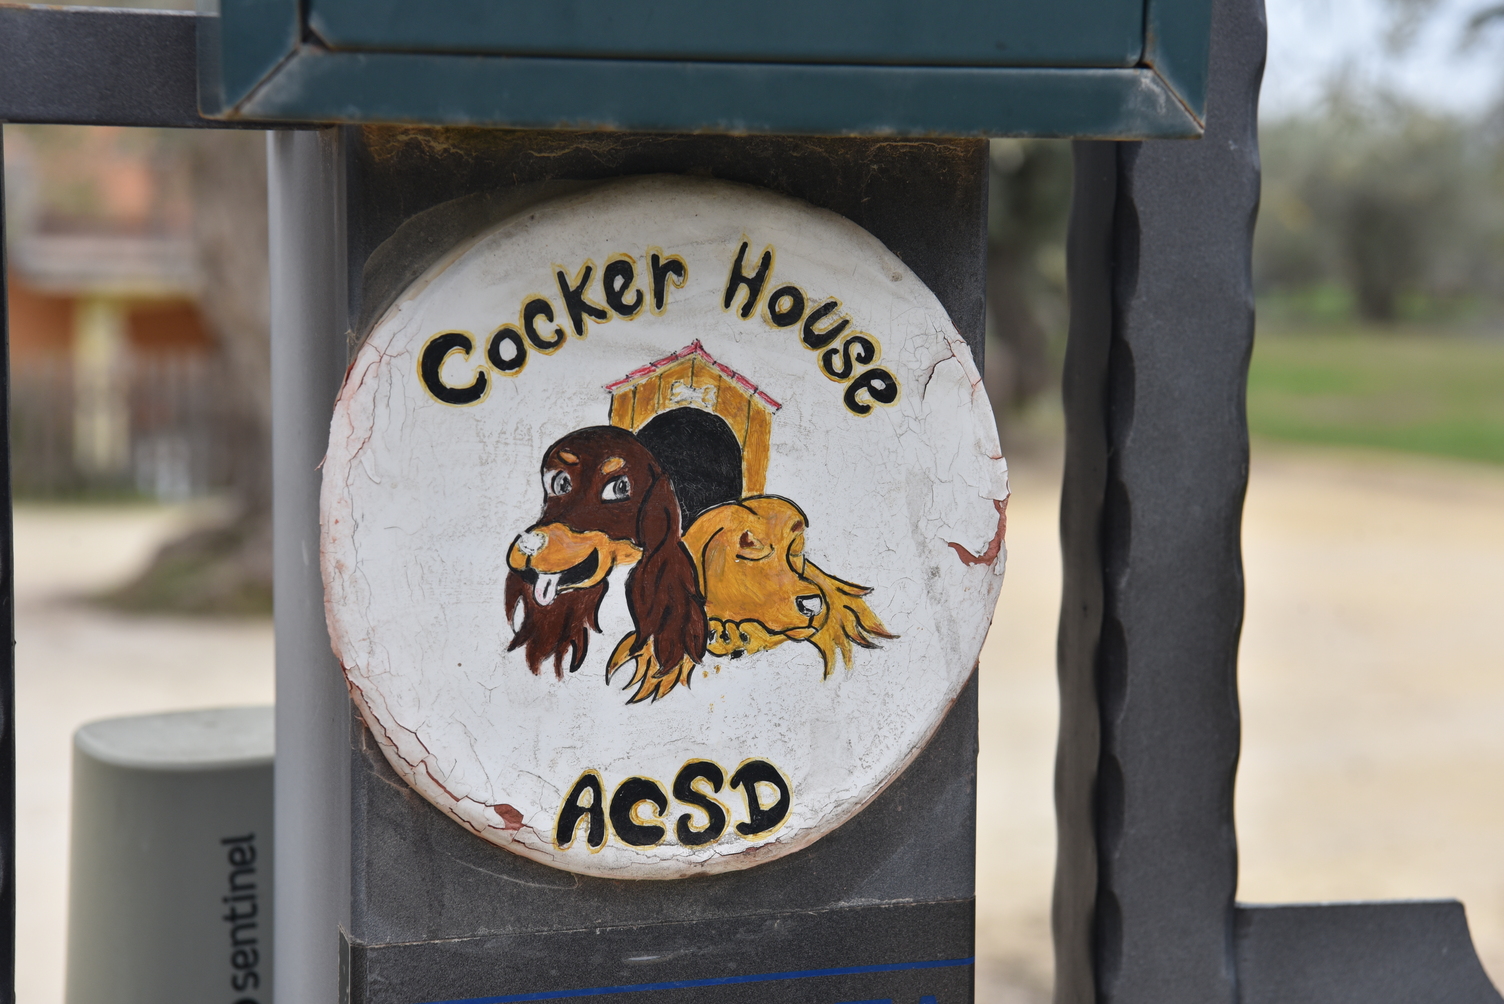 Cocker House
ACSD
sentinel